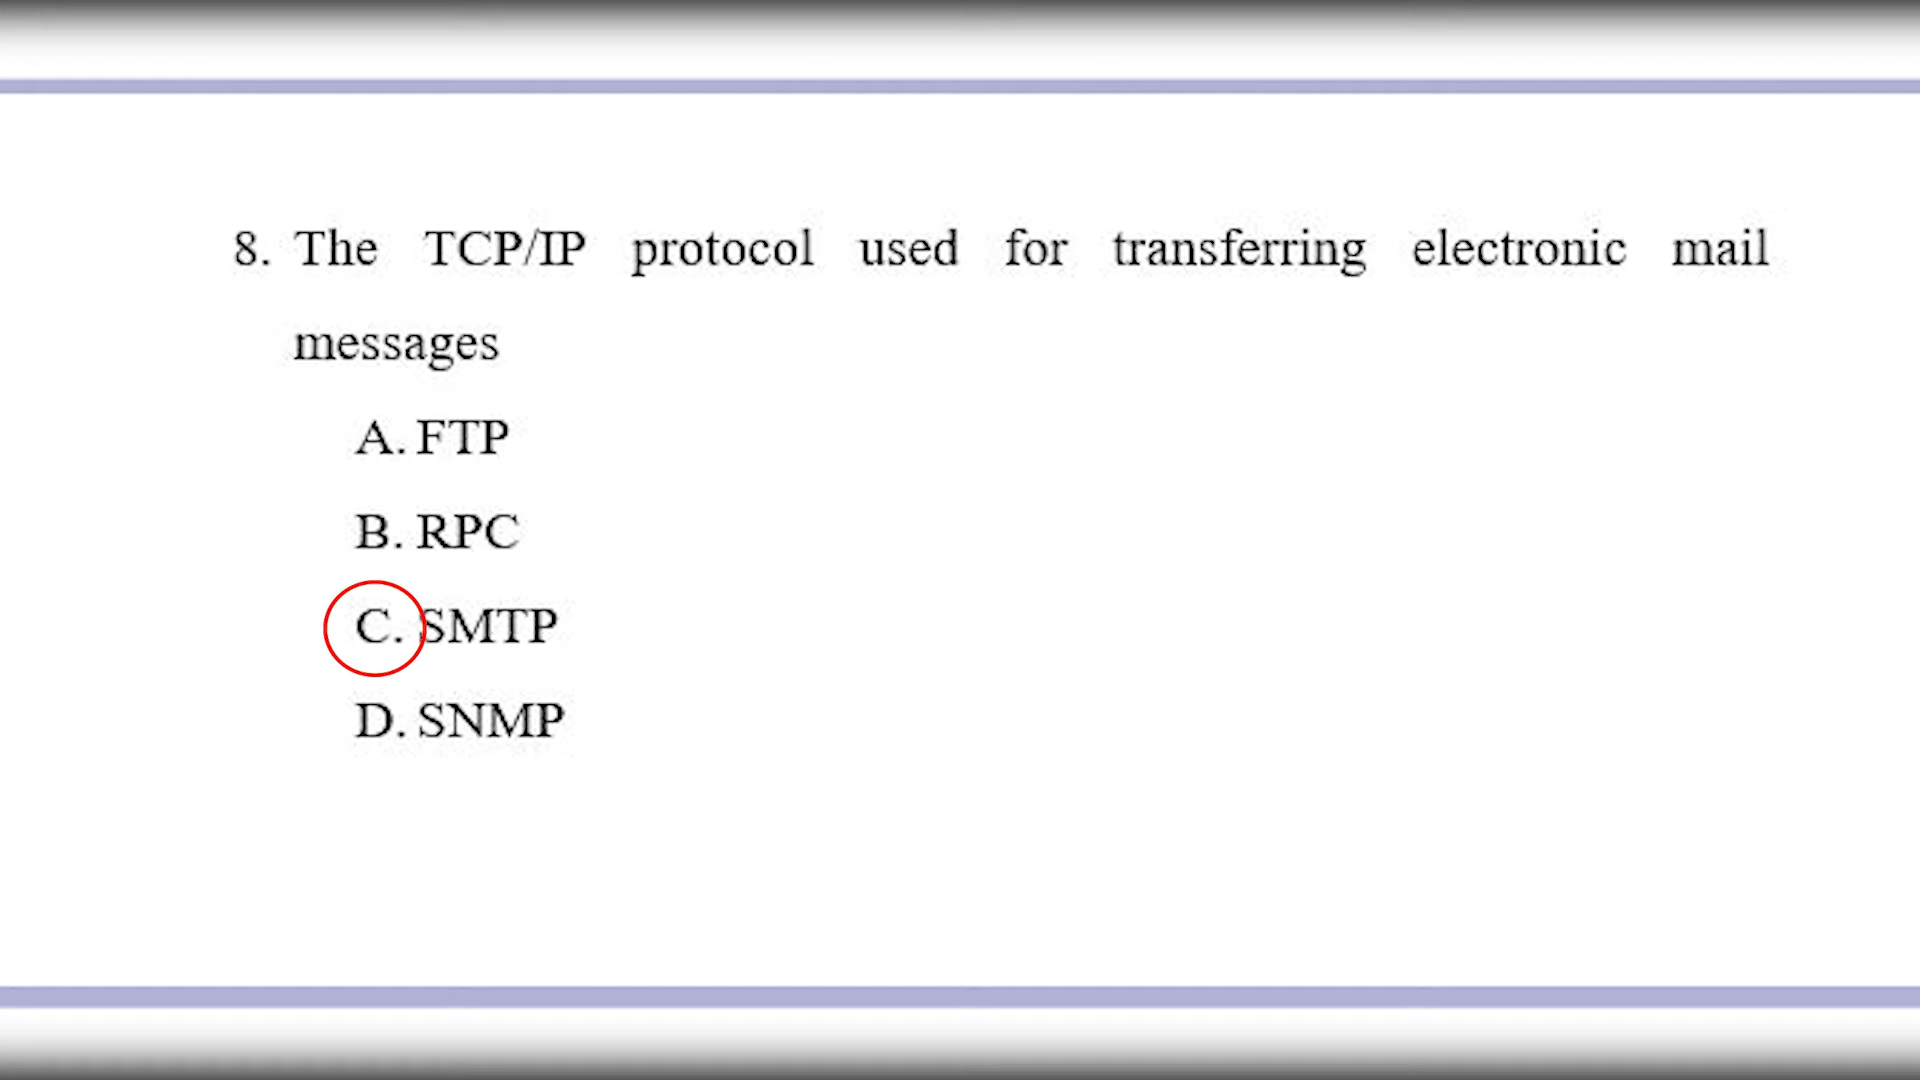 8. The TCP/IP protocol used for transferring electronic mail
messages
A. FTP
B. RPC
C. SMTP
D. SNMP